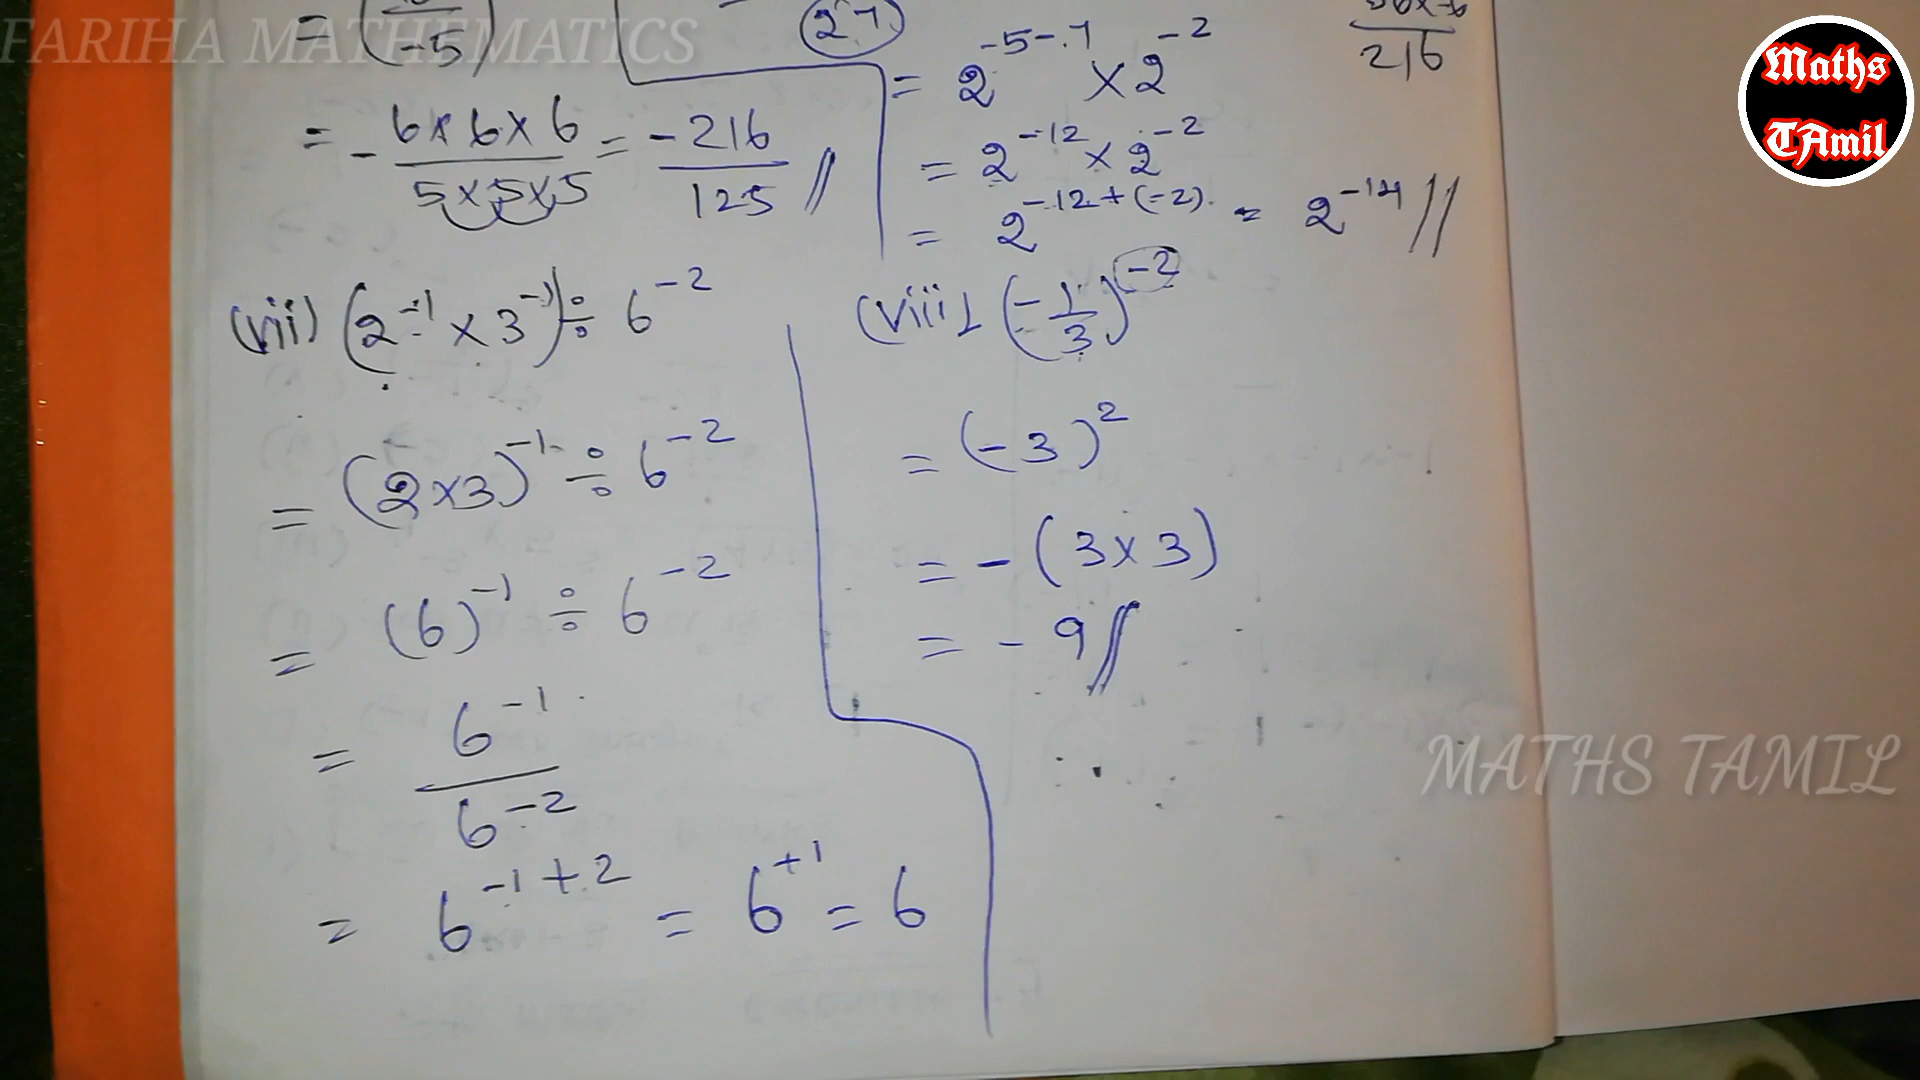 FARIHA MATHEMATICS
Maths
TAmil
= ( / -5 )
= - 6×6×6 / 5×5×5 = -216 / 125 //
2^7
= 2^-5-7 × 2^-2
= 2^-12 × 2^-2
= 2^-12+(-2) = 2^-14 //
216
(vii) (2^-1 × 3^-1) ÷ 6^-2
= (2×3)^-1 ÷ 6^-2
= (6)^-1 ÷ 6^-2
= 6^-1 / 6^-2
= 6^-1+2 = 6^+1 = 6
(viii) (-1/3)^-2
= (-3)^2
= -(3×3)
= -9 //
MATHS TAMIL